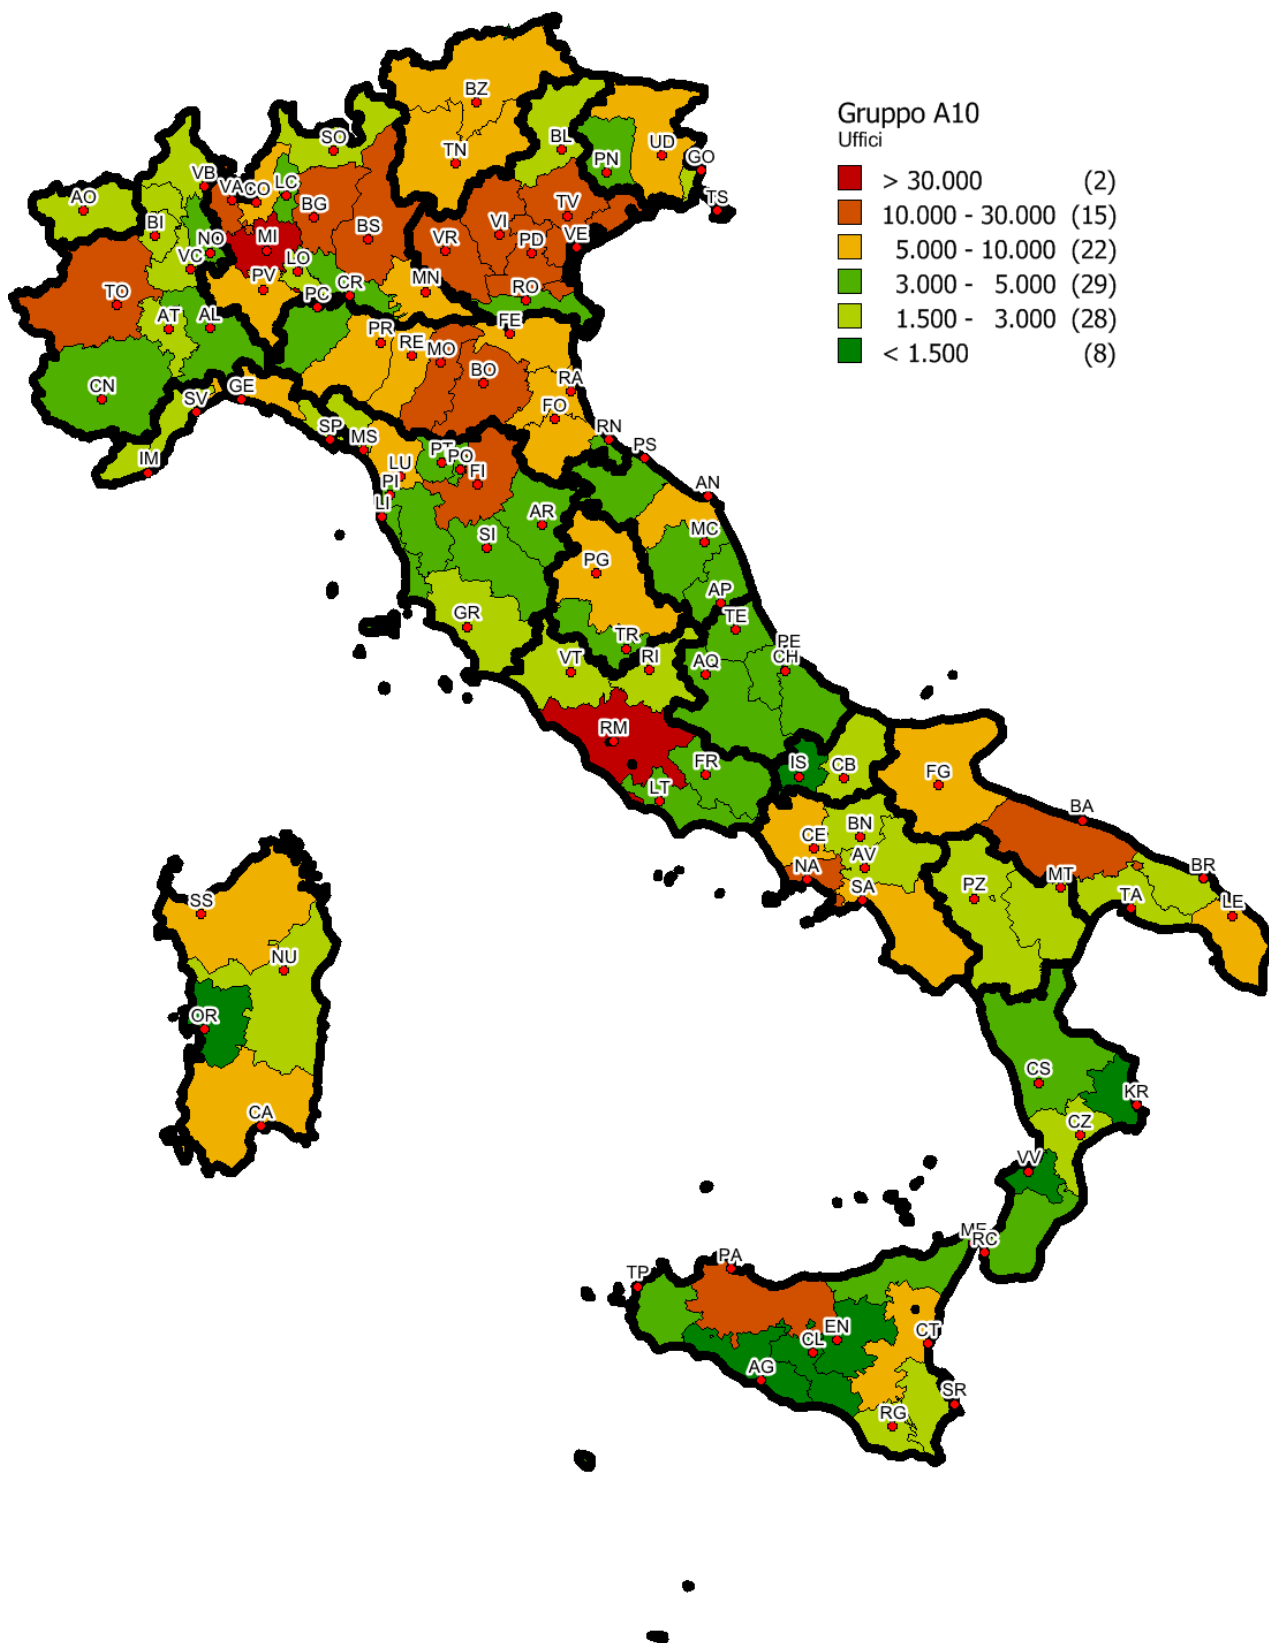 Gruppo A10
Uffici
> 30.000 (2)
10.000 - 30.000 (15)
5.000 - 10.000 (22)
3.000 - 5.000 (29)
1.500 - 3.000 (28)
< 1.500 (8)
BZ
TN
BL
UD
PN
GO
TS
SO
VB
VA
CO
LC
BG
AO
BI
NO
MI
BS
VR
VI
TV
PD
VE
VC
LO
PV
CR
MN
RO
TO
PC
AT
AL
PR
RE
MO
FE
BO
RA
FO
CN
SV
GE
SP
MS
RN
PS
IM
LU
PT
PO
FI
PI
LI
AN
AR
SI
MC
PG
AP
GR
TE
TR
PE
CH
VT
RI
AQ
RM
FR
IS
CB
FG
LT
BA
CE
BN
NA
AV
SA
PZ
MT
BR
TA
LE
SS
NU
OR
CA
CS
KR
CZ
VV
RC
PA
TP
EN
CL
CT
AG
SR
RG